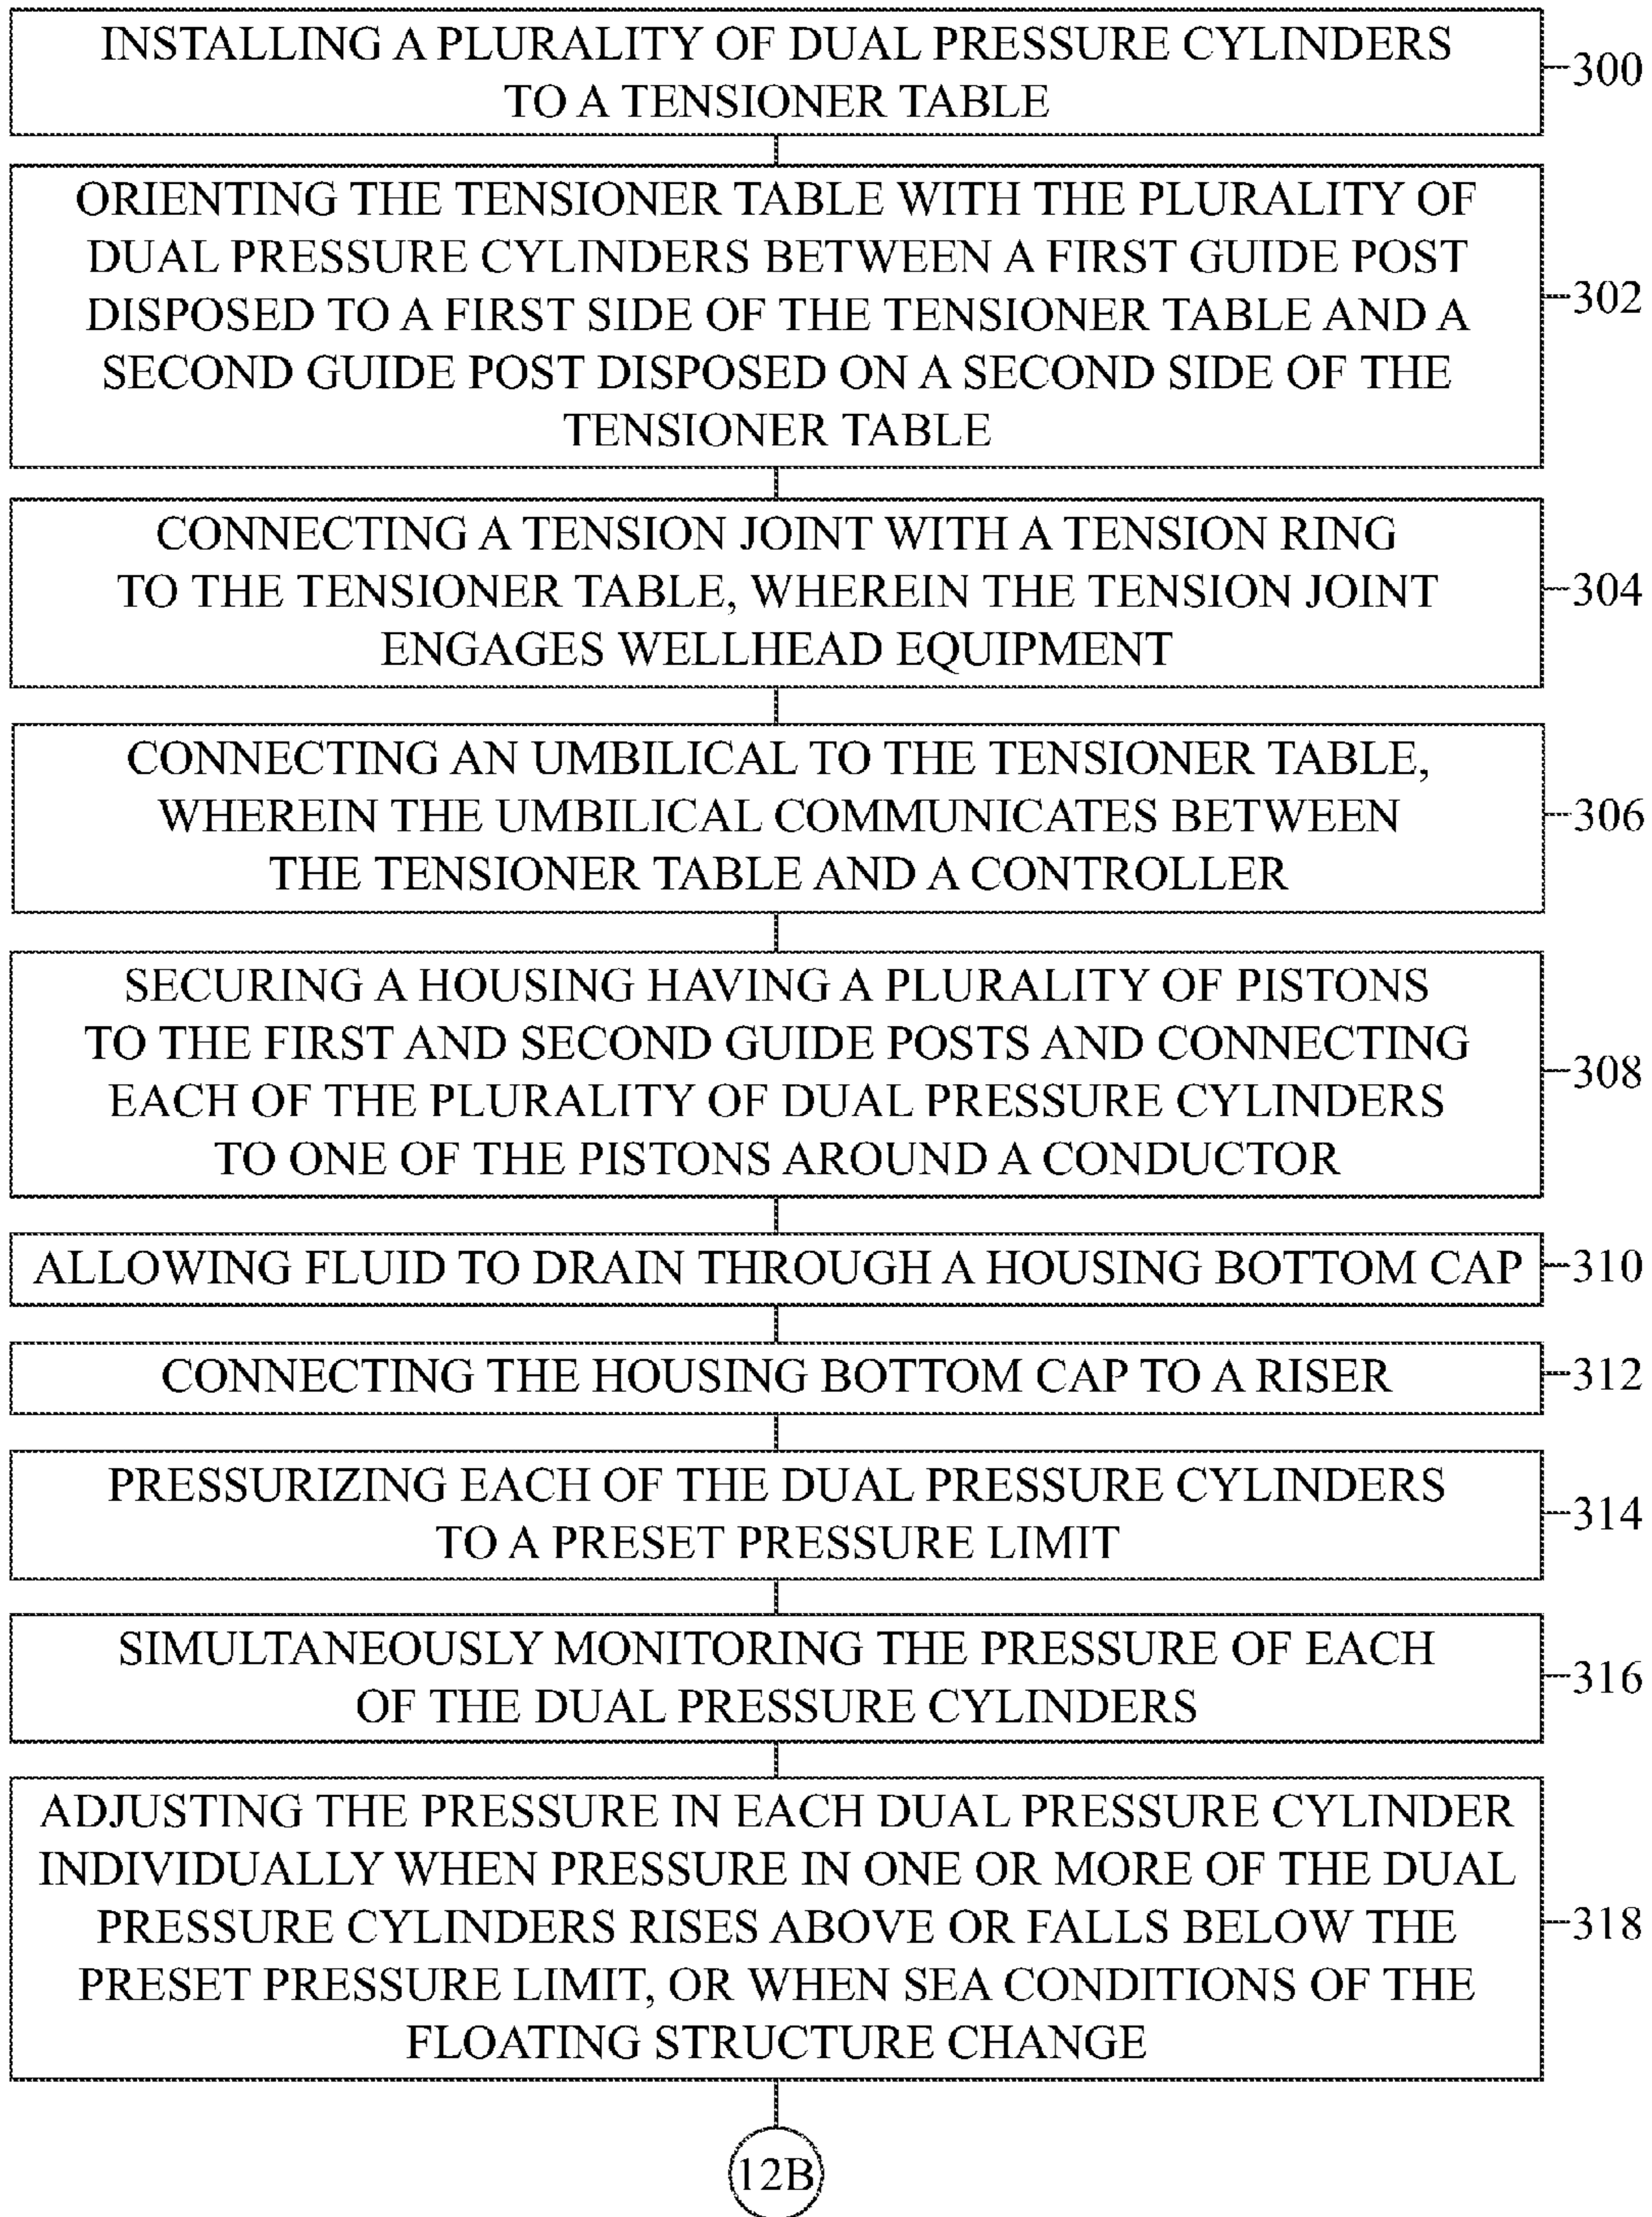 INSTALLING A PLURALITY OF DUAL PRESSURE CYLINDERS
TO A TENSIONER TABLE
300
ORIENTING THE TENSIONER TABLE WITH THE PLURALITY OF
DUAL PRESSURE CYLINDERS BETWEEN A FIRST GUIDE POST
DISPOSED TO A FIRST SIDE OF THE TENSIONER TABLE AND A
SECOND GUIDE POST DISPOSED ON A SECOND SIDE OF THE
TENSIONER TABLE
302
CONNECTING A TENSION JOINT WITH A TENSION RING
TO THE TENSIONER TABLE, WHEREIN THE TENSION JOINT
ENGAGES WELLHEAD EQUIPMENT
304
CONNECTING AN UMBILICAL TO THE TENSIONER TABLE,
WHEREIN THE UMBILICAL COMMUNICATES BETWEEN
THE TENSIONER TABLE AND A CONTROLLER
306
SECURING A HOUSING HAVING A PLURALITY OF PISTONS
TO THE FIRST AND SECOND GUIDE POSTS AND CONNECTING
EACH OF THE PLURALITY OF DUAL PRESSURE CYLINDERS
TO ONE OF THE PISTONS AROUND A CONDUCTOR
308
ALLOWING FLUID TO DRAIN THROUGH A HOUSING BOTTOM CAP
310
CONNECTING THE HOUSING BOTTOM CAP TO A RISER
312
PRESSURIZING EACH OF THE DUAL PRESSURE CYLINDERS
TO A PRESET PRESSURE LIMIT
314
SIMULTANEOUSLY MONITORING THE PRESSURE OF EACH
OF THE DUAL PRESSURE CYLINDERS
316
ADJUSTING THE PRESSURE IN EACH DUAL PRESSURE CYLINDER
INDIVIDUALLY WHEN PRESSURE IN ONE OR MORE OF THE DUAL
PRESSURE CYLINDERS RISES ABOVE OR FALLS BELOW THE
PRESET PRESSURE LIMIT, OR WHEN SEA CONDITIONS OF THE
FLOATING STRUCTURE CHANGE
318
12B